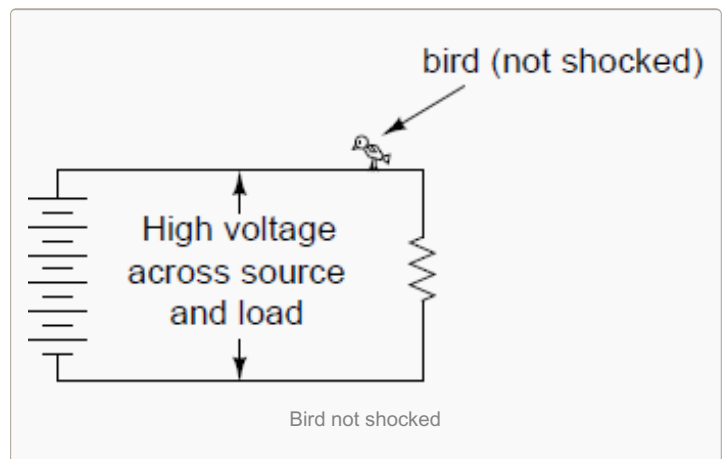 bird (not shocked)
High voltage
across source
and load
Bird not shocked